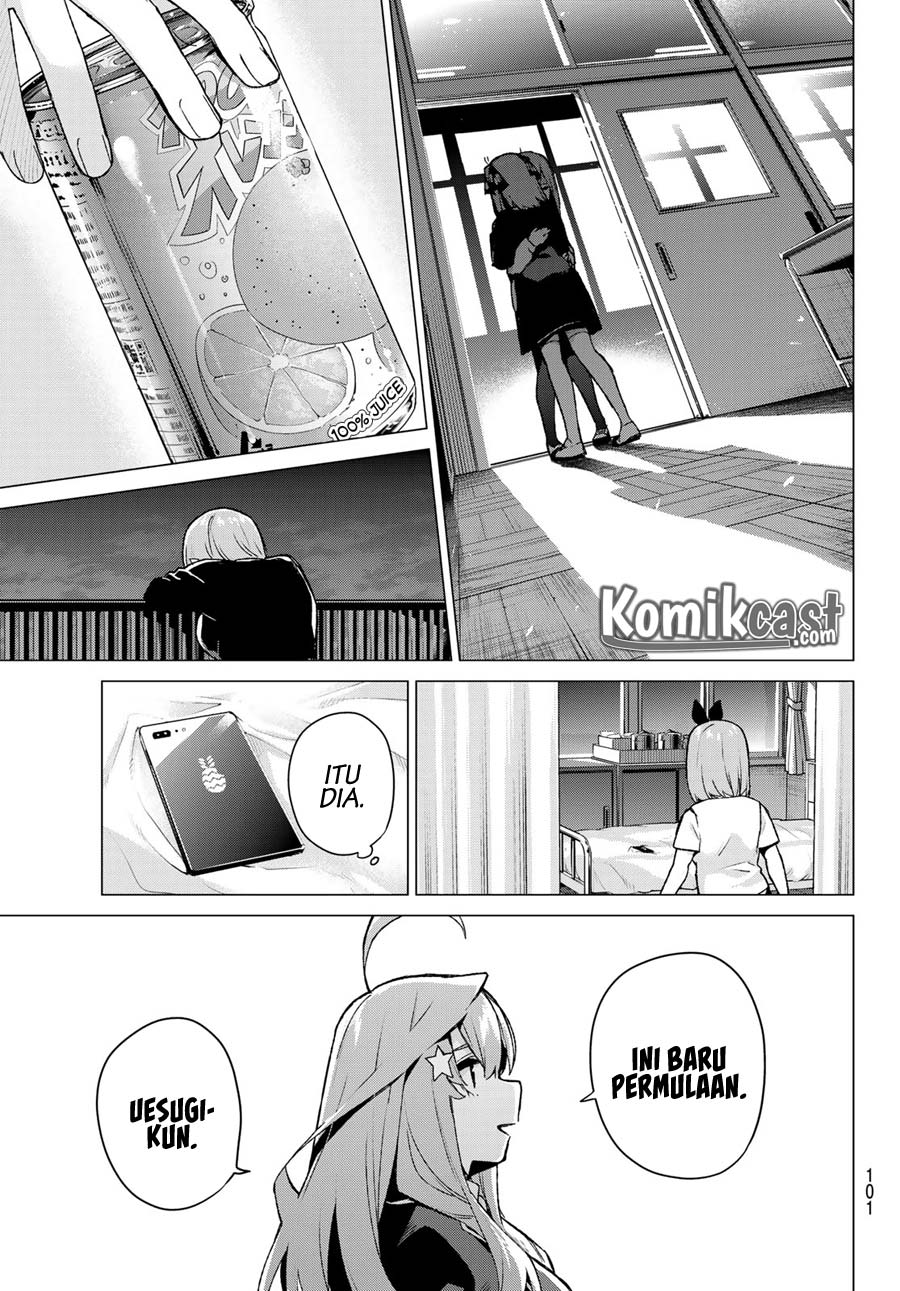 100% JUICE
Komikcast
.com
ITU
DIA.
INI BARU
PERMULAAN.
UESUGI-
KUN.
101